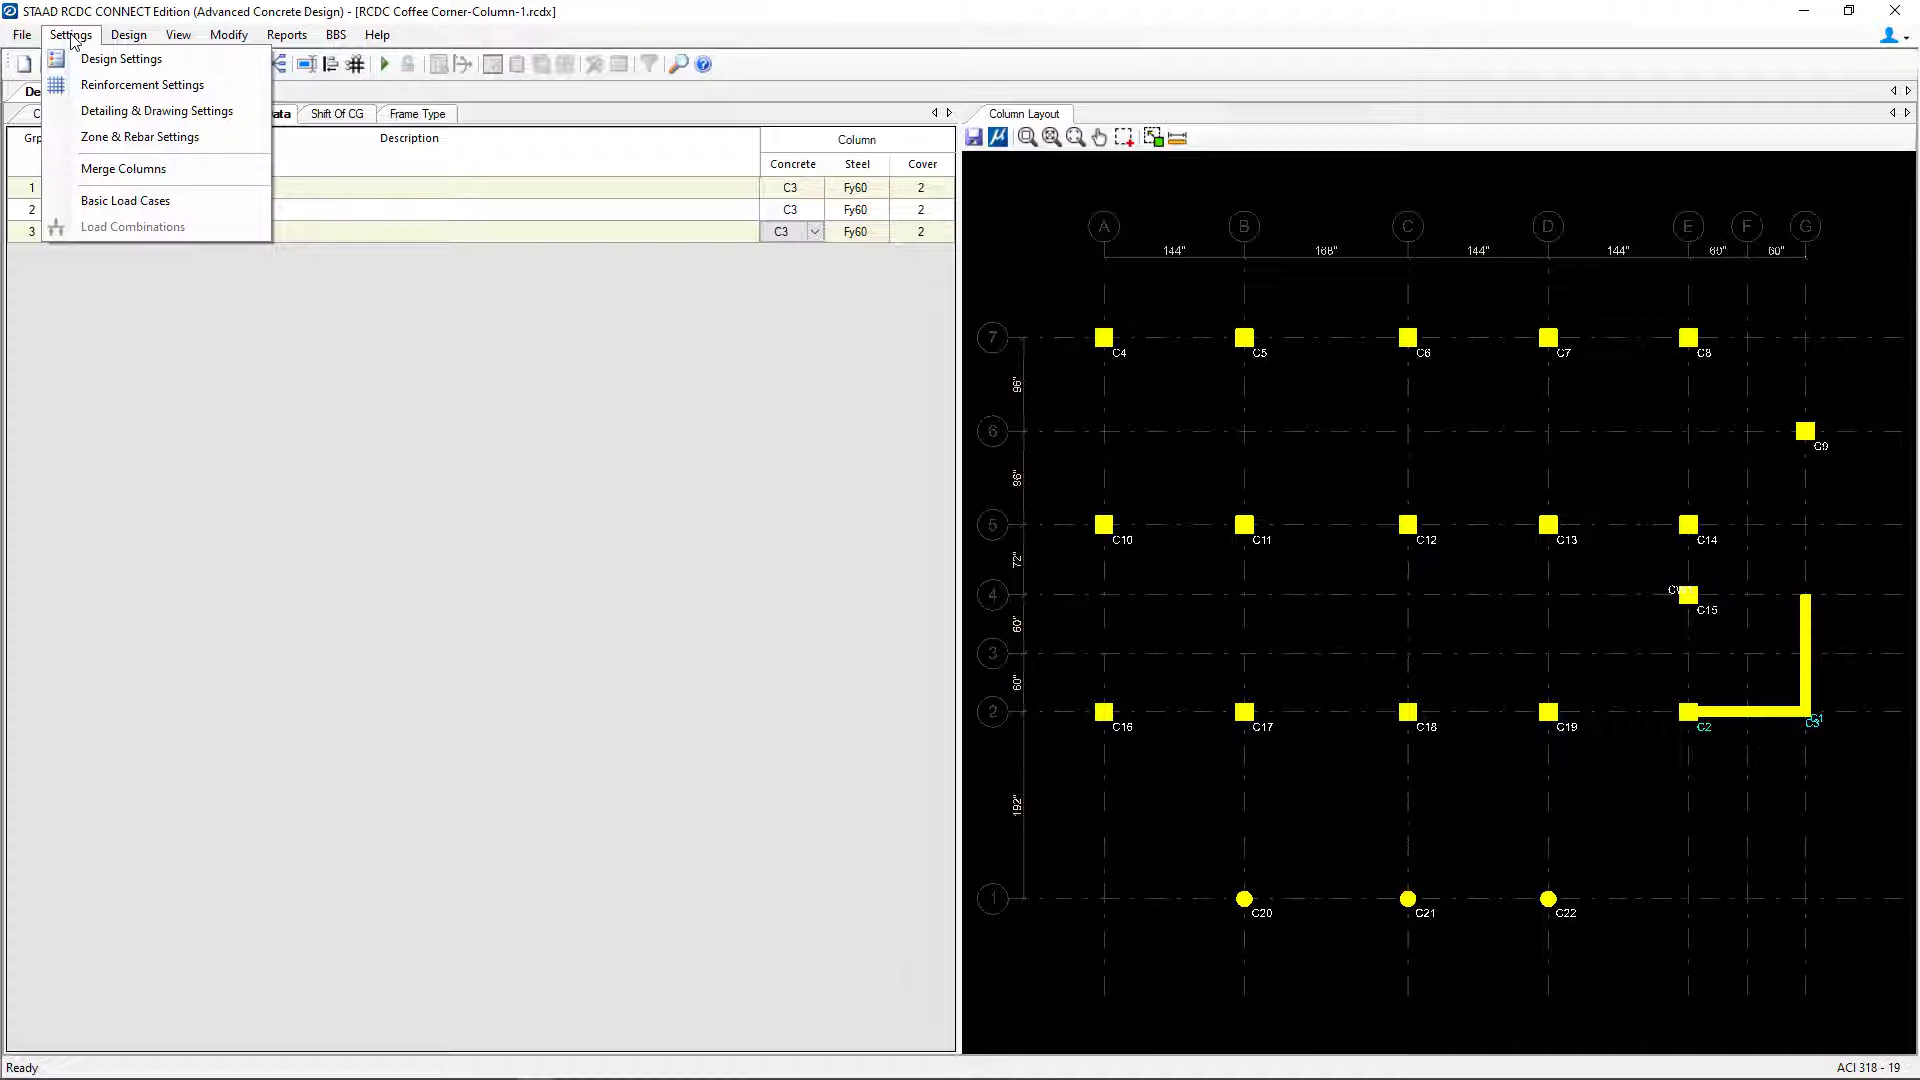 STAAD RCDC CONNECT Edition (Advanced Concrete Design) - [RCDC Coffee Corner-Column-1.rcdx]
File Settings Design View Modify Reports BBS Help
Design Settings
Reinforcement Settings
Detailing & Drawing Settings
Zone & Rebar Settings
Merge Columns
Basic Load Cases
Load Combinations
De
C ata Shift Of CG Frame Type
Grp Description Column
Concrete Steel Cover
1 C3 Fy60 2
2 C3 Fy60 2
3 C3 Fy60 2
Column Layout
A B C D E F G
144" 168" 144" 144" 60" 60"
7 C4 C5 C6 C7 C8
96"
6 C9
96"
5 C10 C11 C12 C13 C14
72"
4 C15
60"
3
60"
2 C16 C17 C18 C19 C2 C3
192"
1 C20 C21 C22
Ready ACI 318 - 19